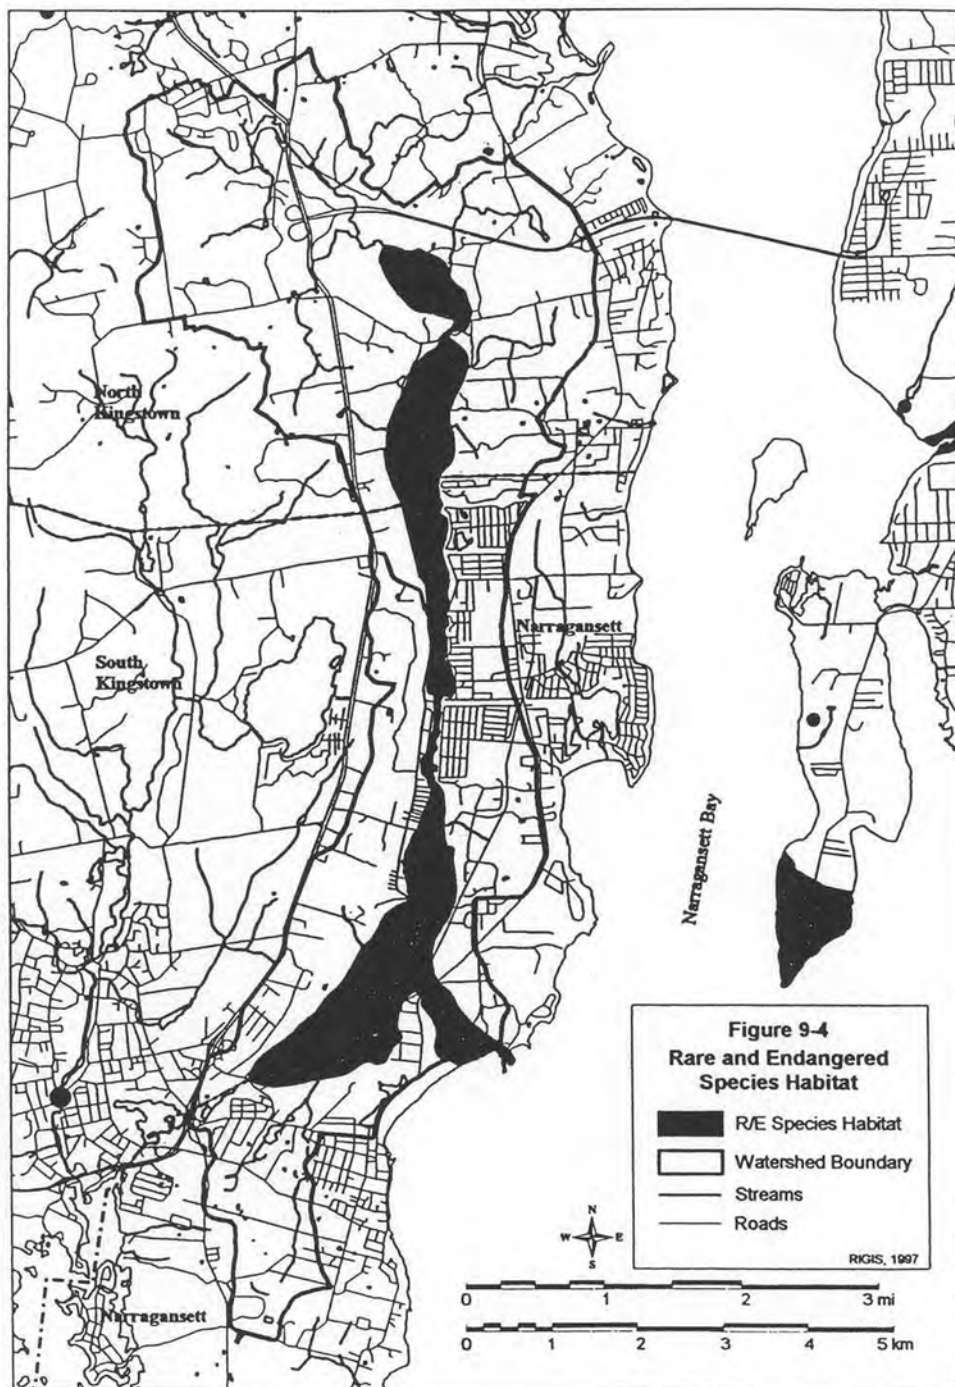 North
Kingstown
South
Kingstown
Narragansett
Narragansett Bay
Narragansett
Figure 9-4
Rare and Endangered
Species Habitat
R/E Species Habitat
Watershed Boundary
Streams
Roads
RIGIS, 1997
N
W E
S
0 1 2 3 mi
0 1 2 3 4 5 km